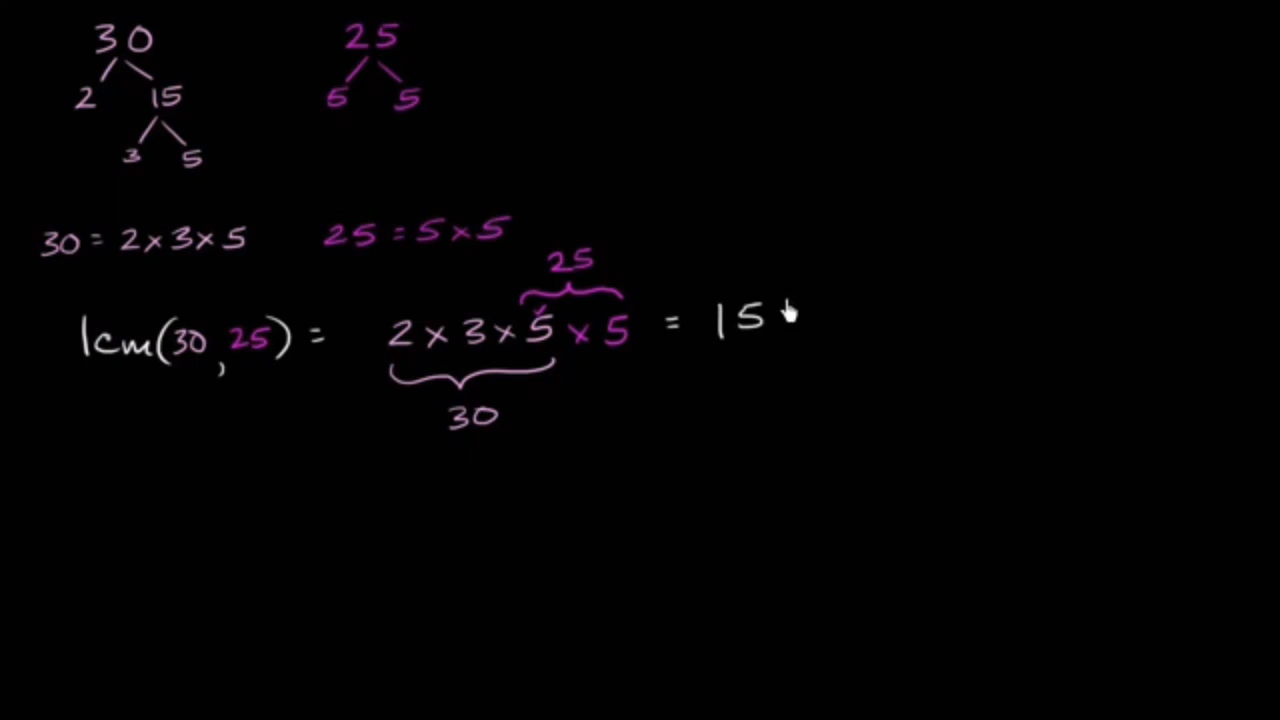 30 25
2 15 5 5
3 5
30 = 2 x 3 x 5 25 = 5 x 5
25
lcm(30, 25) = 2 x 3 x 5 x 5 = 15
30